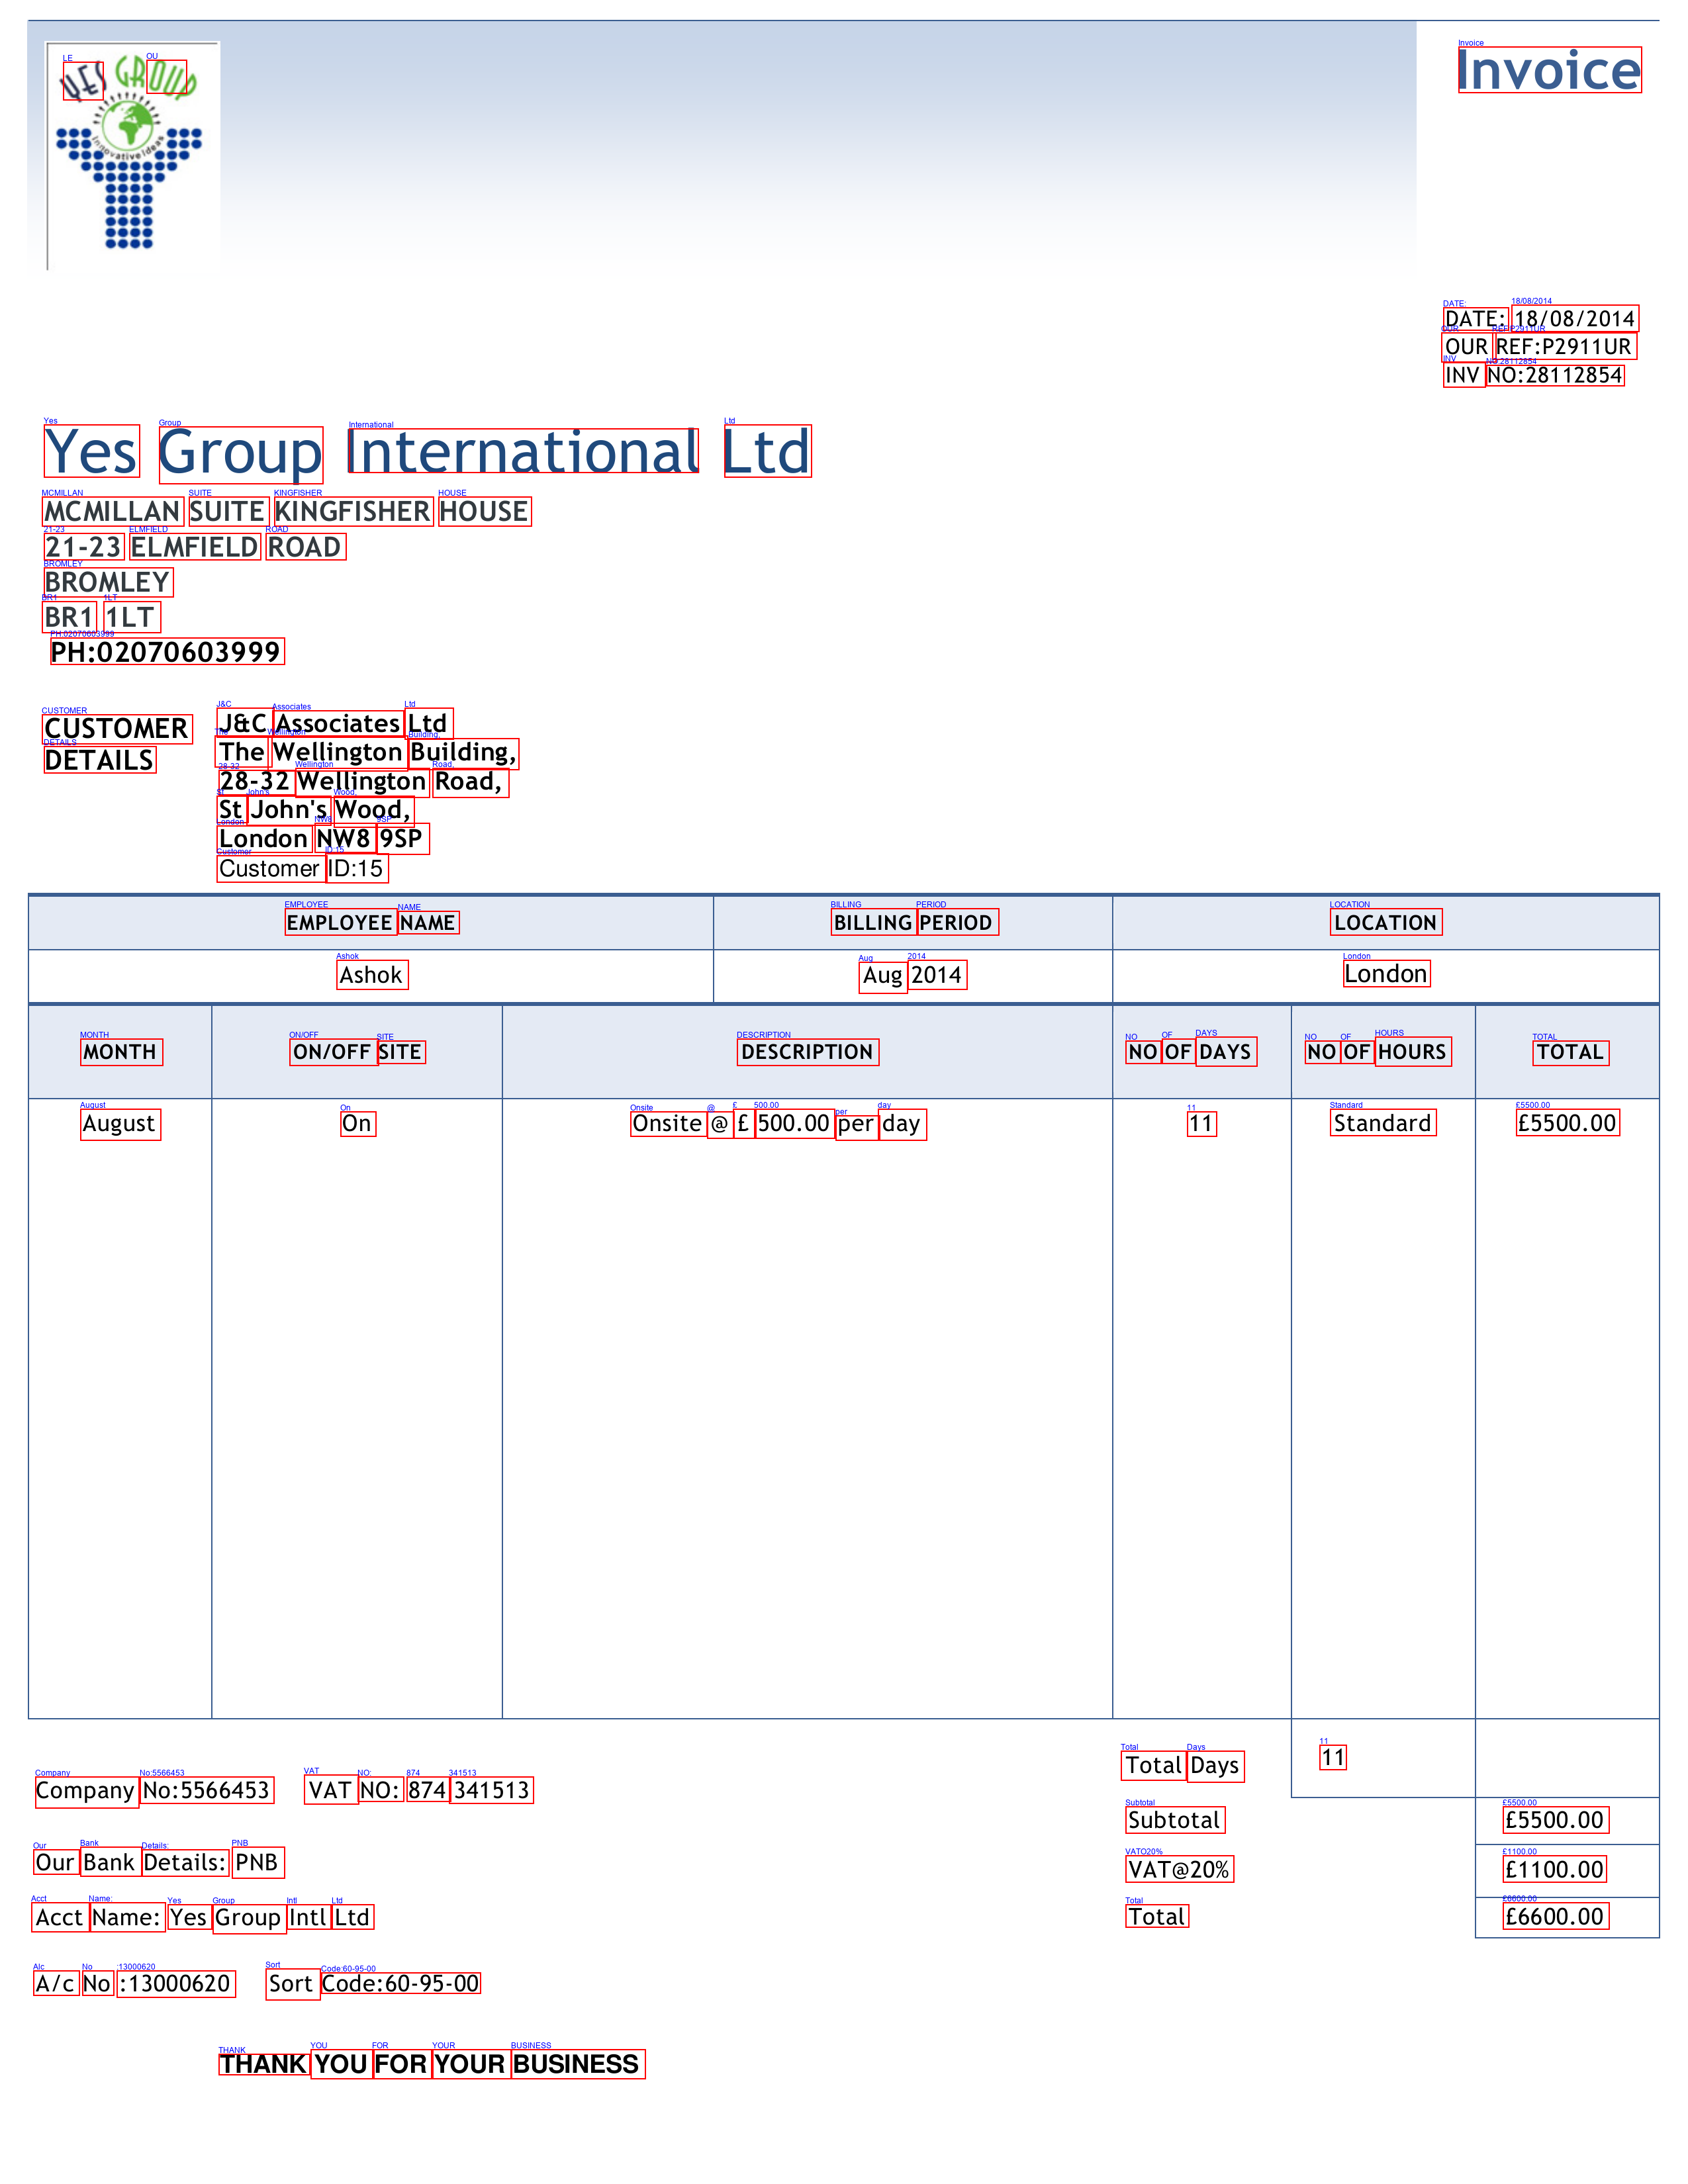 YES GROUP
Innovative Ideas
Invoice
DATE: 18/08/2014
OUR REF:P2911UR
INV NO:28112854
Yes Group International Ltd
MCMILLAN SUITE KINGFISHER HOUSE
21-23 ELMFIELD ROAD
BROMLEY
BR1 1LT
PH:02070603999
CUSTOMER DETAILS
J&C Associates Ltd
The Wellington Building,
28-32 Wellington Road,
St John's Wood,
London NW8 9SP
Customer ID:15
EMPLOYEE NAME BILLING PERIOD LOCATION
Ashok Aug 2014 London
MONTH ON/OFF SITE DESCRIPTION NO OF DAYS NO OF HOURS TOTAL
August On Onsite @ £ 500.00 per day 11 Standard £5500.00
Total Days 11
Company No:5566453 VAT NO: 874 341513
Subtotal £5500.00
Our Bank Details: PNB
VAT@20% £1100.00
Acct Name: Yes Group Intl Ltd
Total £6600.00
A/c No :13000620 Sort Code:60-95-00
THANK YOU FOR YOUR BUSINESS